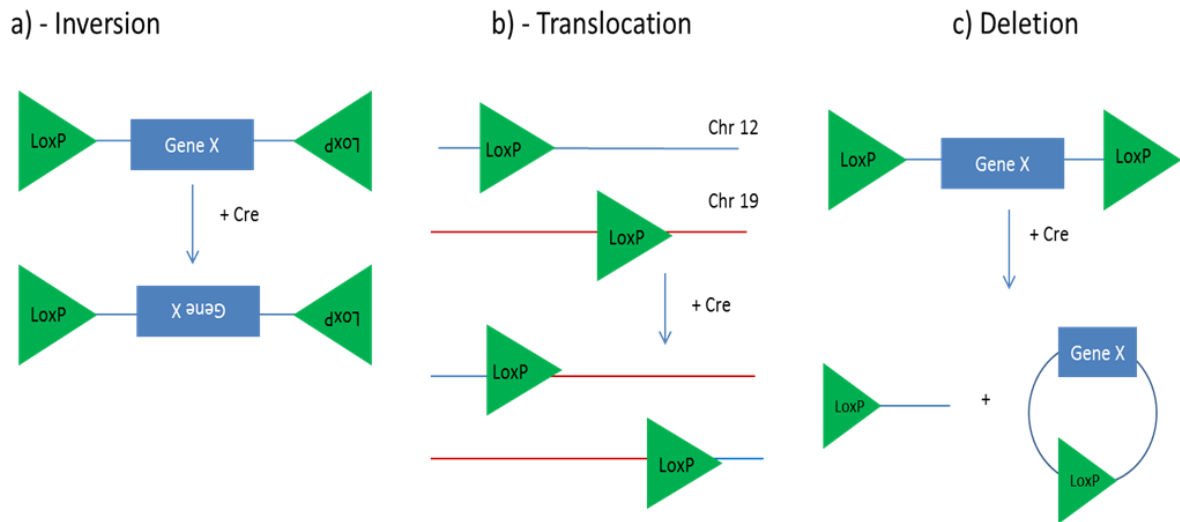 a) - Inversion
LoxP
Gene X
LoxP
+ Cre
LoxP
Gene X
LoxP
b) - Translocation
LoxP
Chr 12
LoxP
Chr 19
+ Cre
LoxP
LoxP
c) Deletion
LoxP
Gene X
LoxP
+ Cre
LoxP
+
Gene X
LoxP